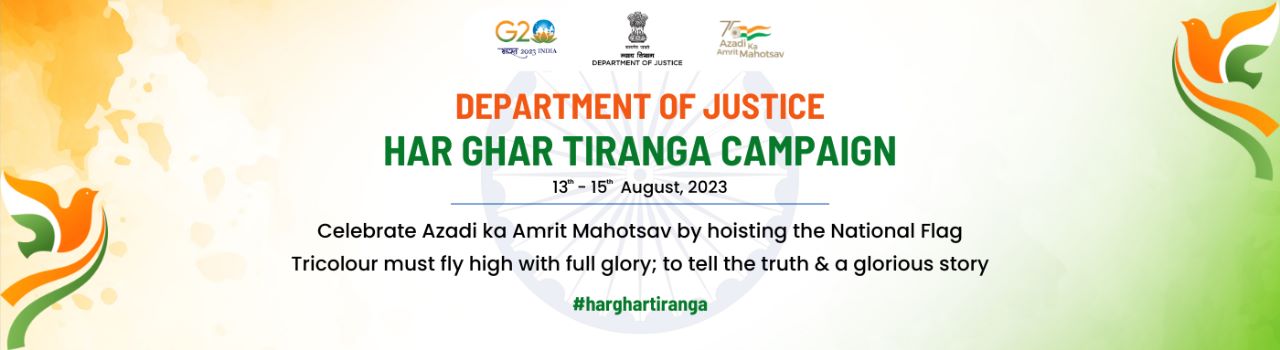 G20
भारत 2023 INDIA
न्याय विभाग
DEPARTMENT OF JUSTICE
75
Azadi Ka
Amrit Mahotsav
DEPARTMENT OF JUSTICE
HAR GHAR TIRANGA CAMPAIGN
13th - 15th August, 2023
Celebrate Azadi ka Amrit Mahotsav by hoisting the National Flag
Tricolour must fly high with full glory; to tell the truth & a glorious story
#harghartiranga